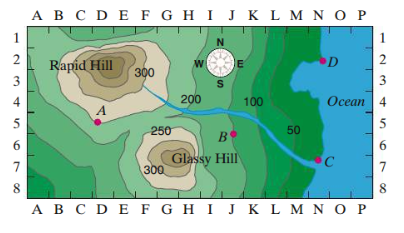 A B C D E F G H I J K L M N O P
1 1
N
2 Rapid Hill 300 W E D 2
3 S 3
200 100 Ocean
4 A 4
5 250 50 5
6 B 6
Glassy Hill C
7 300 7
8 8
A B C D E F G H I J K L M N O P